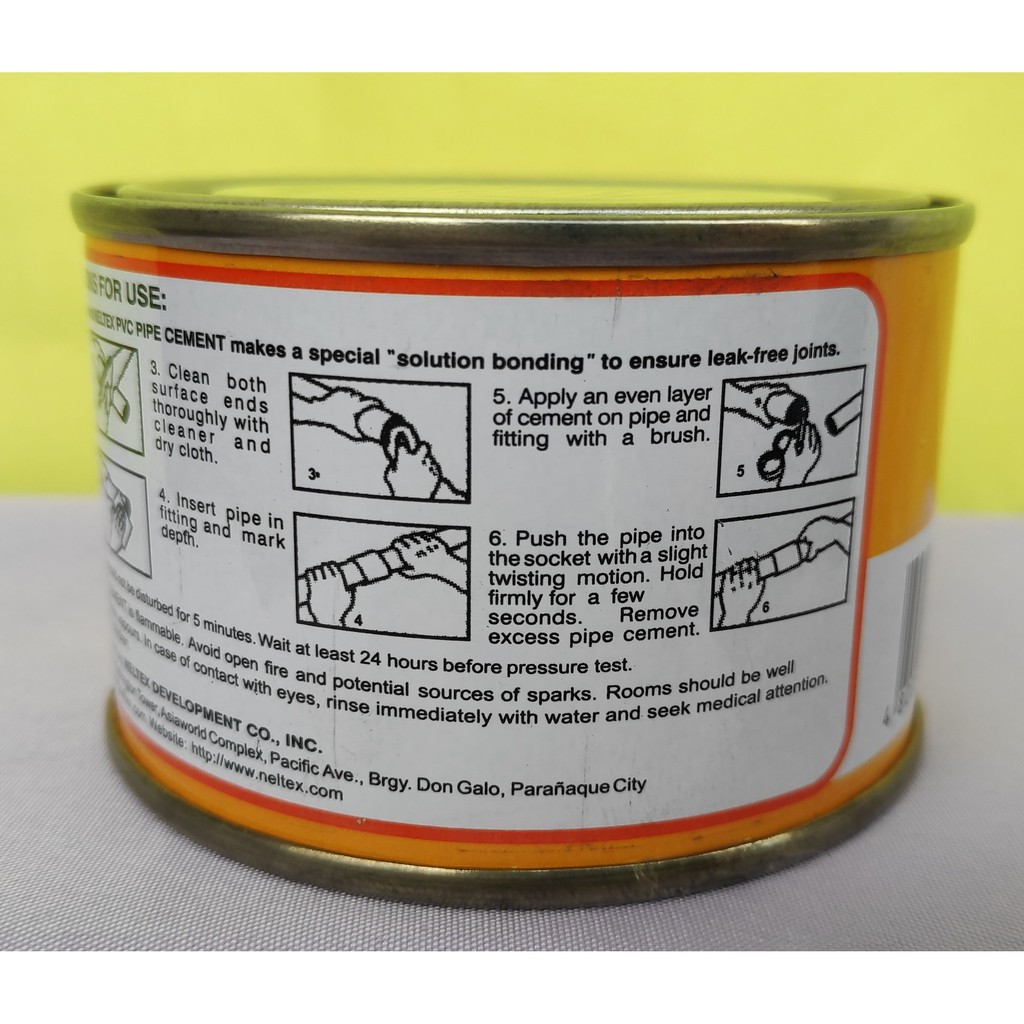 FOR USE:
NELTEX PVC PIPE CEMENT makes a special "solution bonding" to ensure leak-free joints.
3. Clean both
surface ends
thoroughly with
cleaner and
dry cloth.
3
4. Insert pipe in
fitting and mark
depth.
4
5. Apply an even layer
of cement on pipe and
fitting with a brush.
5
6. Push the pipe into
the socket with a slight
twisting motion. Hold
firmly for a few
seconds. Remove
excess pipe cement.
6
be disturbed for 5 minutes. Wait at least 24 hours before pressure test.
is flammable. Avoid open fire and potential sources of sparks. Rooms should be well
In case of contact with eyes, rinse immediately with water and seek medical attention.
NELTEX DEVELOPMENT CO., INC.
Tower, Asiaworld Complex, Pacific Ave., Brgy. Don Galo, Parañaque City
Website: http://www.neltex.com